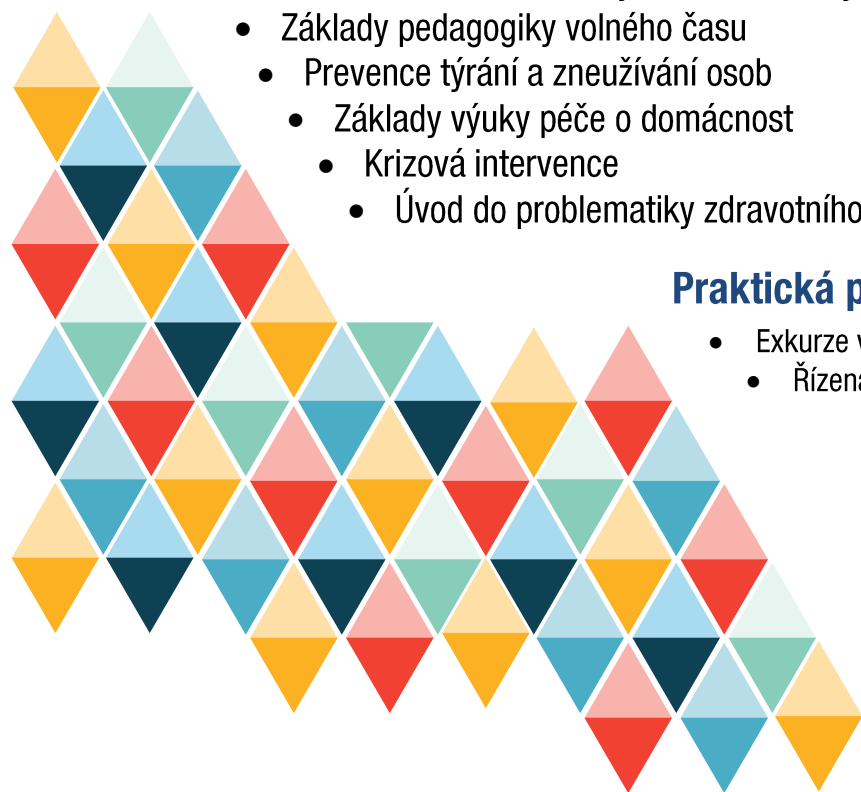 • Základy pedagogiky volného času
• Prevence týrání a zneužívání osob
• Základy výuky péče o domácnost
• Krizová intervence
• Úvod do problematiky zdravotního
Praktická
• Exkurze
• Řízená